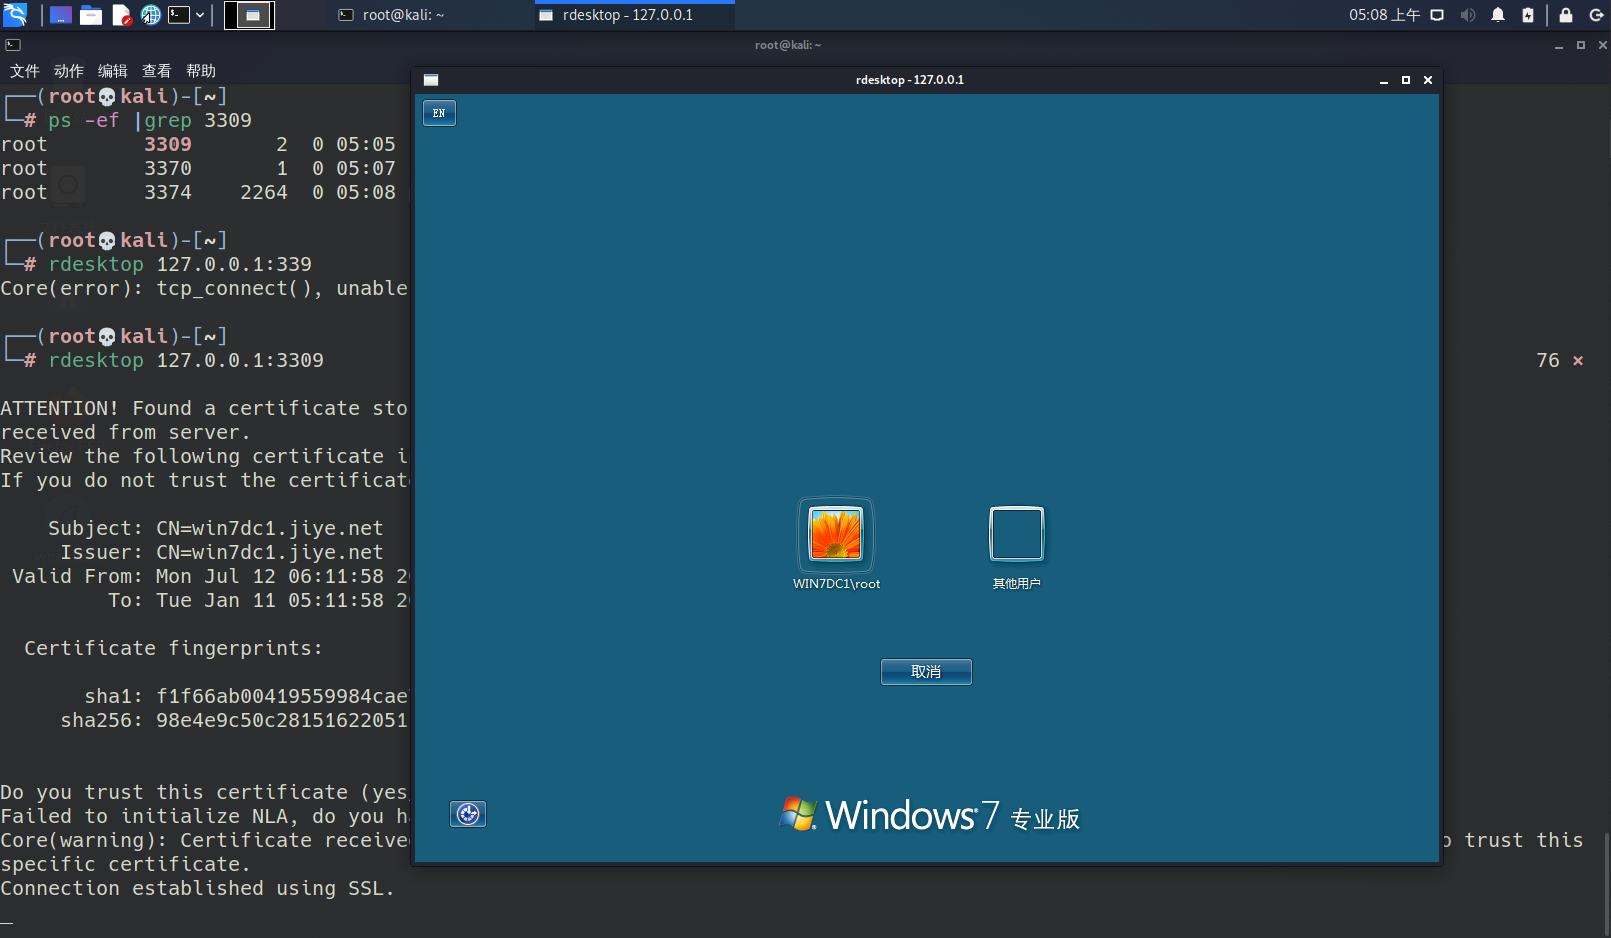 root@kali: ~
rdesktop - 127.0.0.1
05:08 上午
root@kali: ~
文件 动作 编辑 查看 帮助
rdesktop - 127.0.0.1
┌──(root💀kali)-[~]
└─# ps -ef |grep 3309
root 3309 2 0 05:05
root 3370 1 0 05:07
root 3374 2264 0 05:08
┌──(root💀kali)-[~]
└─# rdesktop 127.0.0.1:339
Core(error): tcp_connect(), unable
┌──(root💀kali)-[~]
└─# rdesktop 127.0.0.1:3309
76 ×
ATTENTION! Found a certificate sto
received from server.
Review the following certificate i
If you do not trust the certificat
Subject: CN=win7dc1.jiye.net
Issuer: CN=win7dc1.jiye.net
Valid From: Mon Jul 12 06:11:58
To: Tue Jan 11 05:11:58
Certificate fingerprints:
sha1: f1f66ab00419559984cae
sha256: 98e4e9c50c28151622051
Do you trust this certificate (yes
Failed to initialize NLA, do you h
Core(warning): Certificate receive
trust this
specific certificate.
Connection established using SSL.
EN
WIN7DC1\root
其他用户
取消
Windows 7 专业版